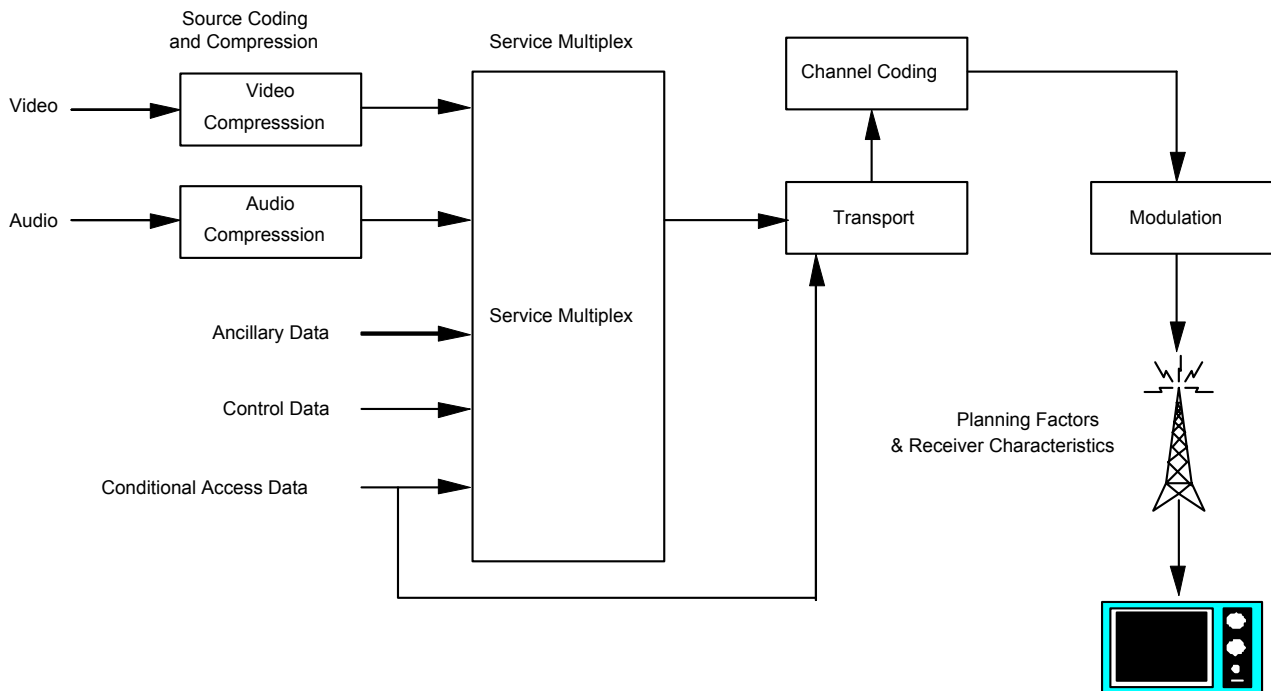 Source Coding
and Compression
Service Multiplex
Video
Video
Compresssion
Channel Coding
Audio
Audio
Compresssion
Transport
Modulation
Ancillary Data
Service Multiplex
Control Data
Planning Factors
& Receiver Characteristics
Conditional Access Data